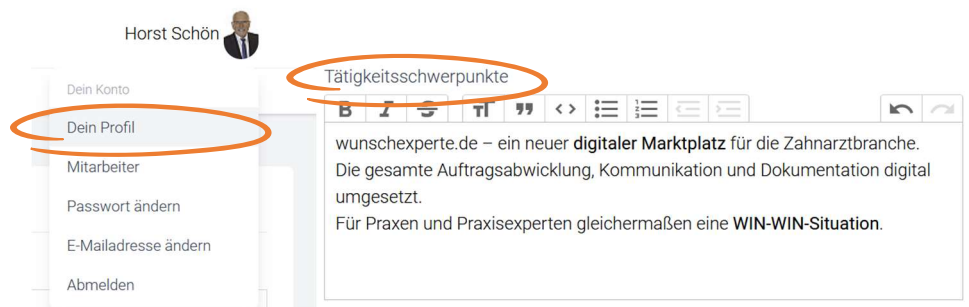 Horst Schön
Dein Konto
Dein Profil
Mitarbeiter
Passwort ändern
E-Mailadresse ändern
Abmelden
Tätigkeitsschwerpunkte
wunschexperte.de – ein neuer digitaler Marktplatz für die Zahnarztbranche.
Die gesamte Auftragsabwicklung, Kommunikation und Dokumentation digital
umgesetzt.
Für Praxen und Praxisexperten gleichermaßen eine WIN-WIN-Situation.